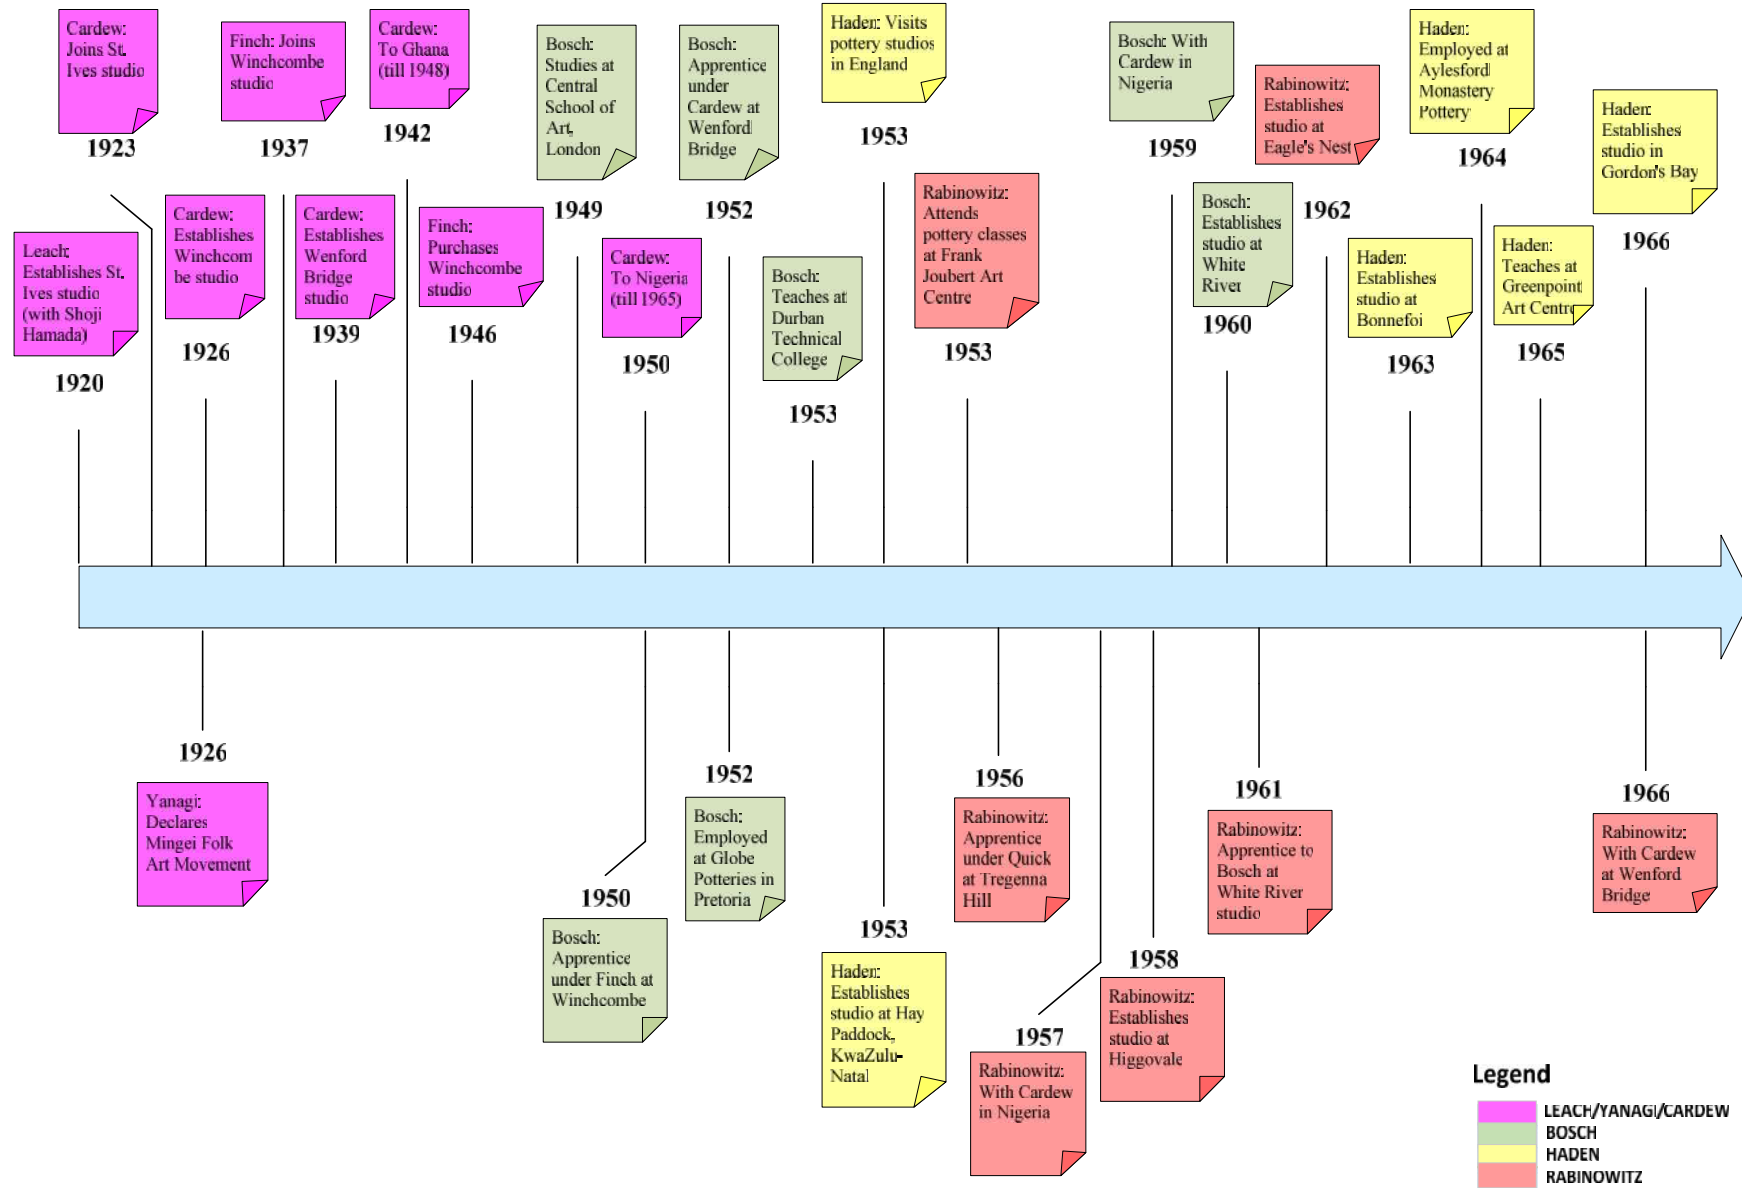 Cardew:
Joins St.
Ives studio
1923
Finch: Joins
Winchcombe
studio
1937
Cardew:
To Ghana
(till 1948)
1942
Bosch:
Studies at
Central
School of
Art,
London
1949
Bosch:
Apprentice
under
Cardew at
Wenford
Bridge
1952
Haden: Visits
pottery studios
in England
1953
Bosch: With
Cardew in
Nigeria
1959
Rabinowitz:
Establishes
studio at
Eagle's Nest
1962
Haden:
Employed at
Aylesford
Monastery
Pottery
1964
Haden:
Establishes
studio in
Gordon's Bay
1966
Leach:
Establishes St.
Ives studio
(with Shoji
Hamada)
1920
Cardew:
Establishes
Winchcom
be studio
1926
Cardew:
Establishes
Wenford
Bridge
studio
1939
Finch:
Purchases
Winchcombe
studio
1946
Cardew:
To Nigeria
(till 1965)
1950
Bosch:
Teaches at
Durban
Technical
College
1953
Rabinowitz:
Attends
pottery classes
at Frank
Joubert Art
Centre
1953
Bosch:
Establishes
studio at
White
River
1960
Haden:
Establishes
studio at
Bonnefoi
1963
Haden:
Teaches at
Greenpoint
Art Centre
1965
1926
Yanagi:
Declares
Mingei Folk
Art Movement
1950
Bosch:
Apprentice
under Finch at
Winchcombe
1952
Bosch:
Employed
at Globe
Potteries in
Pretoria
1953
Haden:
Establishes
studio at Hay
Paddock,
KwaZulu-
Natal
1956
Rabinowitz:
Apprentice
under Quick
at Tregenna
Hill
1957
Rabinowitz:
With Cardew
in Nigeria
1958
Rabinowitz:
Establishes
studio at
Higgovale
1961
Rabinowitz:
Apprentice to
Bosch at
White River
studio
1966
Rabinowitz:
With Cardew
at Wenford
Bridge
Legend
LEACH/YANAGI/CARDEW
BOSCH
HADEN
RABINOWITZ